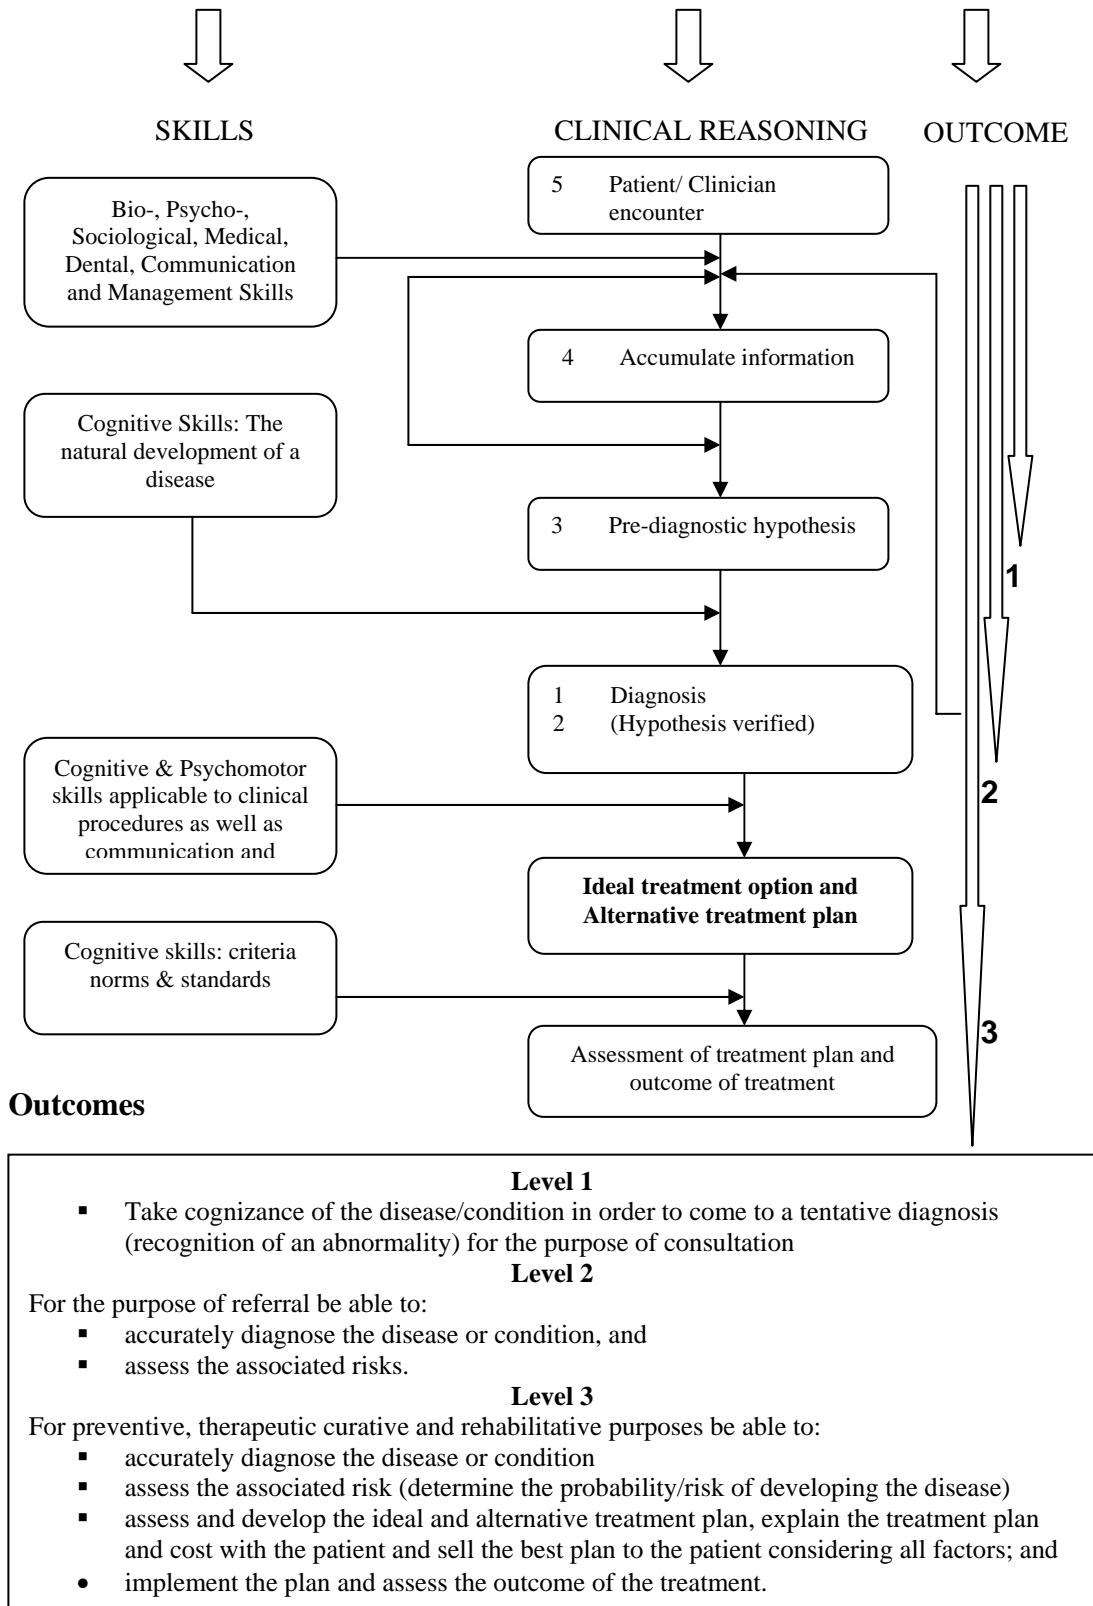 SKILLS
CLINICAL REASONING
OUTCOME
Bio-, Psycho-,
Sociological, Medical,
Dental, Communication
and Management Skills
5 Patient/ Clinician
encounter
4 Accumulate information
Cognitive Skills: The
natural development of a
disease
3 Pre-diagnostic hypothesis
1
1 Diagnosis
2 (Hypothesis verified)
2
Cognitive & Psychomotor
skills applicable to clinical
procedures as well as
communication and
Ideal treatment option and
Alternative treatment plan
Cognitive skills: criteria
norms & standards
3
Assessment of treatment plan and
outcome of treatment
Outcomes
Level 1
▪ Take cognizance of the disease/condition in order to come to a tentative diagnosis
(recognition of an abnormality) for the purpose of consultation
Level 2
For the purpose of referral be able to:
▪ accurately diagnose the disease or condition, and
▪ assess the associated risks.
Level 3
For preventive, therapeutic curative and rehabilitative purposes be able to:
▪ accurately diagnose the disease or condition
▪ assess the associated risk (determine the probability/risk of developing the disease)
▪ assess and develop the ideal and alternative treatment plan, explain the treatment plan
and cost with the patient and sell the best plan to the patient considering all factors; and
• implement the plan and assess the outcome of the treatment.